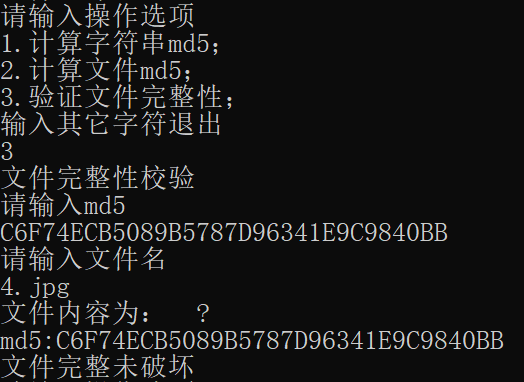 请输入操作选项
1.计算字符串md5；
2.计算文件md5；
3.验证文件完整性；
输入其它字符退出
3
文件完整性校验
请输入md5
C6F74ECB5089B5787D96341E9C9840BB
请输入文件名
4.jpg
文件内容为：  ?
md5:C6F74ECB5089B5787D96341E9C9840BB
文件完整未破坏